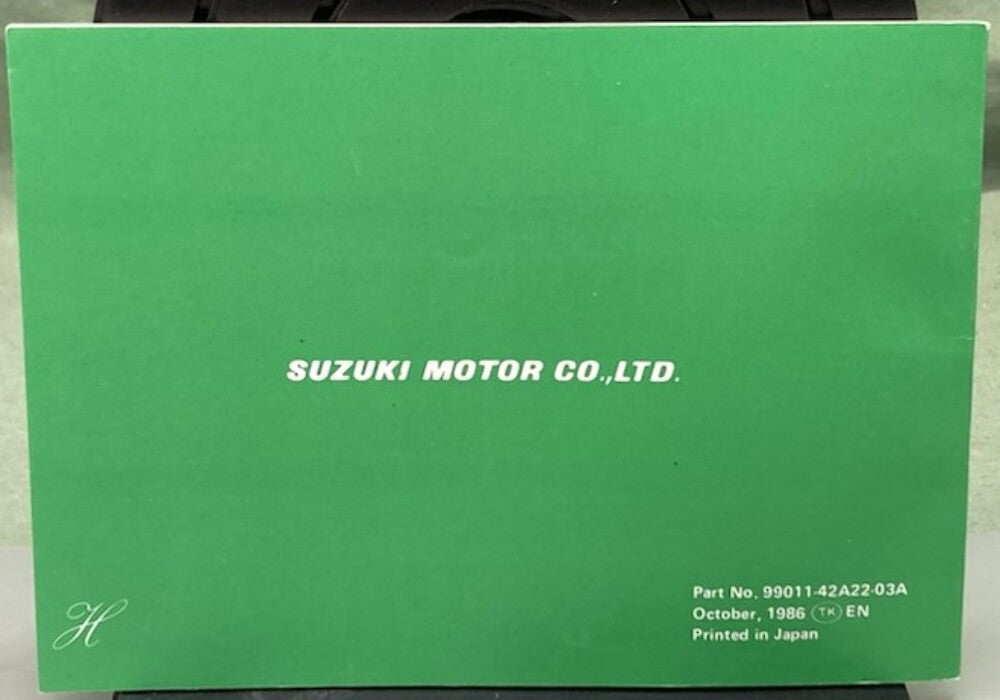 SUZUKI MOTOR CO.,LTD.
Part No. 99011-42A22-03A
October, 1986 TK EN
Printed in Japan
H